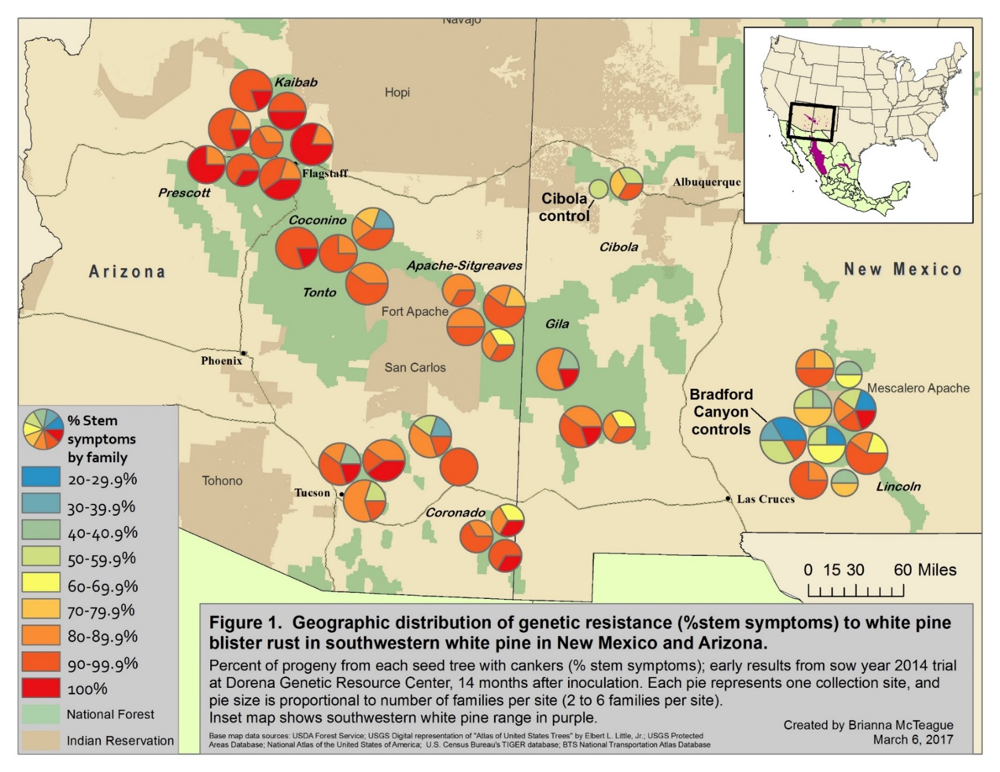 Navajo
Kaibab
Hopi
Flagstaff
Prescott
Albuquerque
Cibola
control
Coconino
Cibola
Arizona
Apache-Sitgreaves
New Mexico
Tonto
Fort Apache
Gila
Phoenix
San Carlos
Mescalero Apache
Bradford
Canyon
controls
Tohono
Tucson
Coronado
Las Cruces
Lincoln
% Stem
symptoms
by family
20-29.9%
30-39.9%
40-40.9%
50-59.9%
60-69.9%
70-79.9%
80-89.9%
90-99.9%
100%
National Forest
Indian Reservation
0 15 30 60 Miles
Figure 1. Geographic distribution of genetic resistance (%stem symptoms) to white pine
blister rust in southwestern white pine in New Mexico and Arizona.
Percent of progeny from each seed tree with cankers (% stem symptoms); early results from sow year 2014 trial
at Dorena Genetic Resource Center, 14 months after inoculation. Each pie represents one collection site, and
pie size is proportional to number of families per site (2 to 6 families per site).
Inset map shows southwestern white pine range in purple.
Base map data sources: USDA Forest Service; USGS Digital representation of "Atlas of United States Trees" by Elbert L. Little, Jr.; USGS Protected
Areas Database; National Atlas of the United States of America; U.S. Census Bureau's TIGER database; BTS National Transportation Atlas Database
Created by Brianna McTeague
March 6, 2017